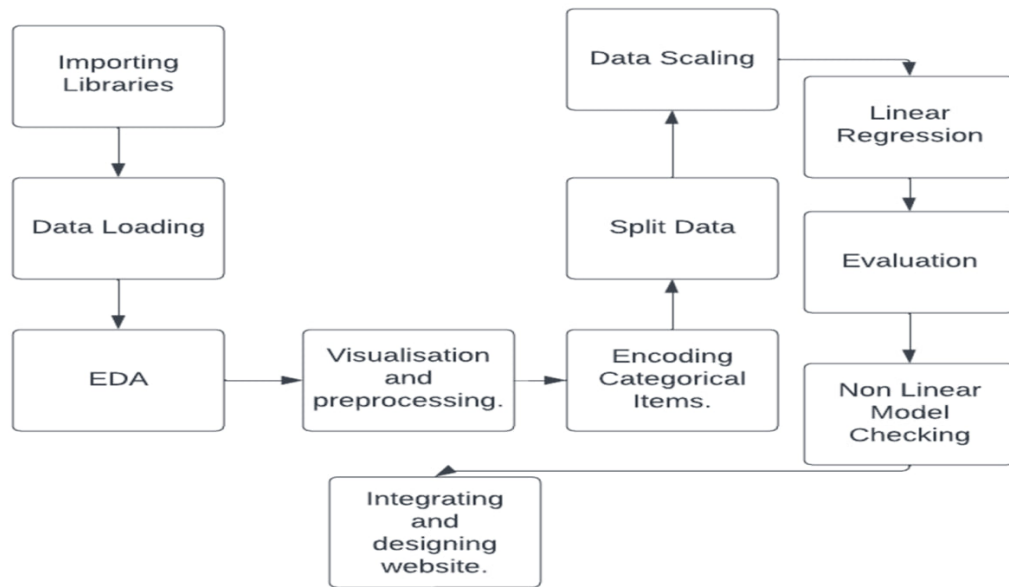 Importing
Libraries
Data Loading
EDA
Visualisation
and
preprocessing.
Encoding
Categorical
Items.
Split Data
Data Scaling
Linear
Regression
Evaluation
Non Linear
Model
Checking
Integrating
and
designing
website.